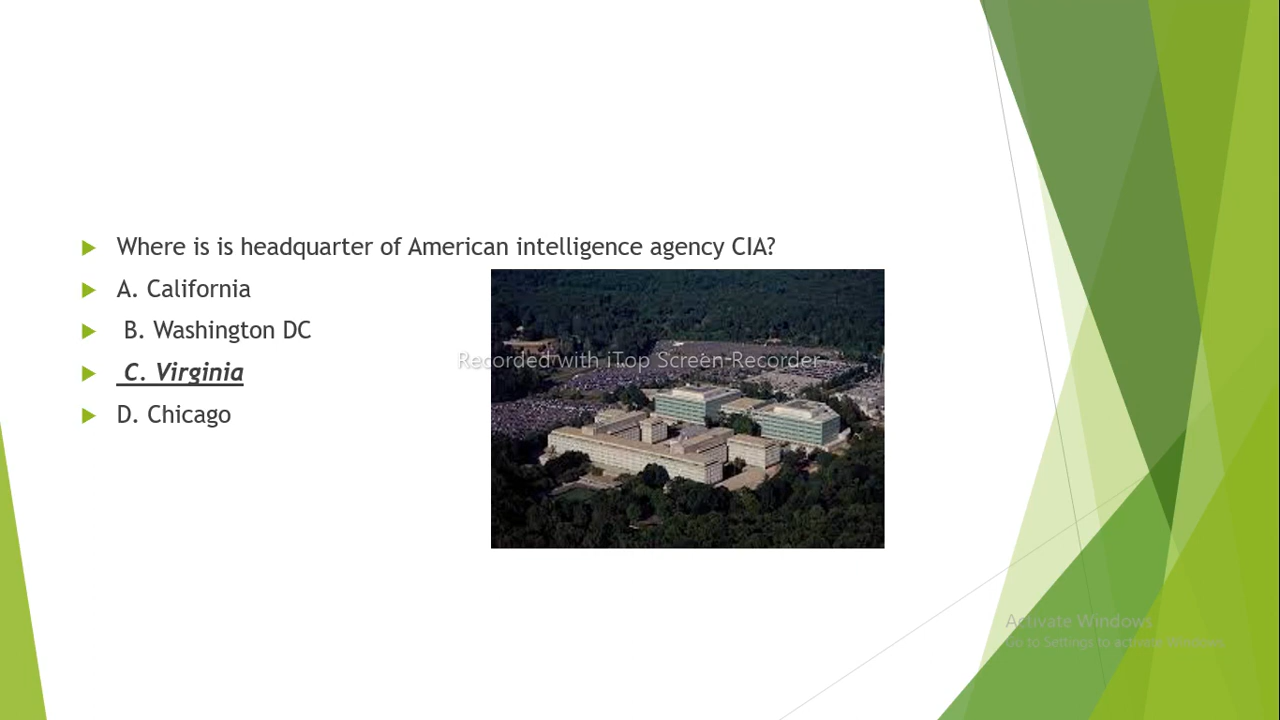 Where is is headquarter of American intelligence agency CIA?
A. California
B. Washington DC
C. Virginia
D. Chicago
Recorded with iTop Screen Recorder
Activate Windows
Go to Settings to activate Windows.